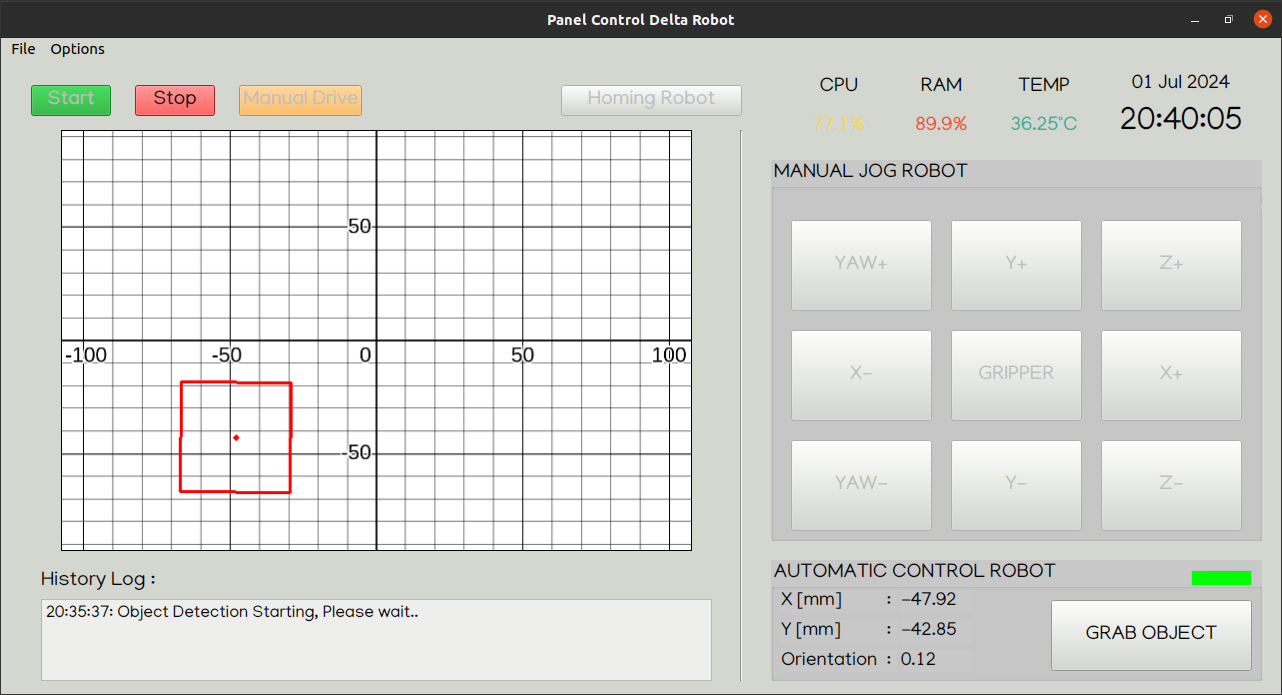 Panel Control Delta Robot
File Options
Start Stop Manual Drive Homing Robot
CPU RAM TEMP 01 Jul 2024
77.1% 89.9% 36.25°C 20:40:05
50
-100 -50 0 50 100
-50
MANUAL JOG ROBOT
YAW+ Y+ Z+
X- GRIPPER X+
YAW- Y- Z-
History Log :
20:35:37: Object Detection Starting, Please wait..
AUTOMATIC CONTROL ROBOT
X [mm] : -47.92
Y [mm] : -42.85
Orientation : 0.12
GRAB OBJECT